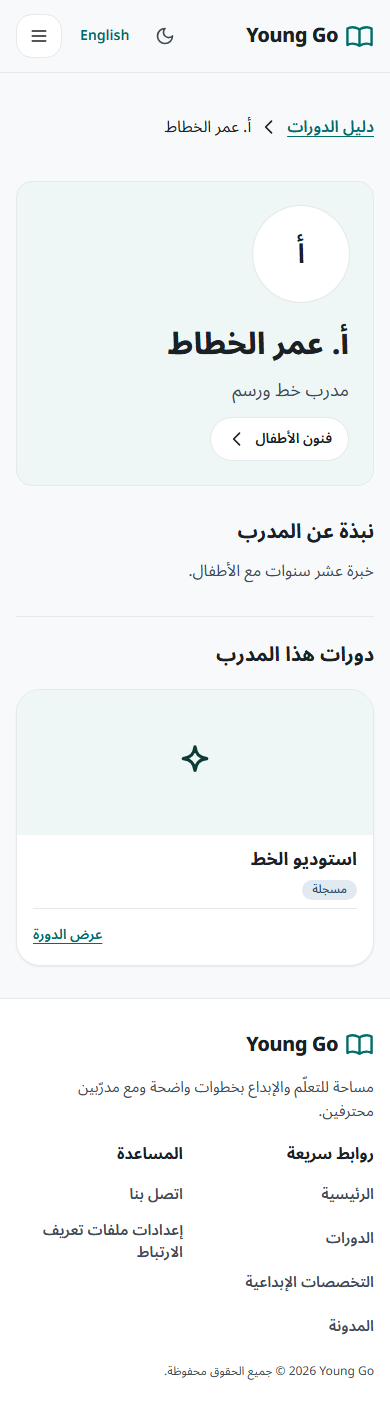 Young Go
English
دليل الدورات
أ. عمر الخطاط
أ
أ. عمر الخطاط
مدرب خط ورسم
فنون الأطفال
نبذة عن المدرب
خبرة عشر سنوات مع الأطفال.
دورات هذا المدرب
استوديو الخط
مسجلة
عرض الدورة
Young Go
مساحة للتعلّم والإبداع بخطوات واضحة ومع مدرّبين
محترفين.
روابط سريعة
الرئيسية
الدورات
التخصصات الإبداعية
المدونة
المساعدة
اتصل بنا
إعدادات ملفات تعريف
الارتباط
Young Go 2026 © جميع الحقوق محفوظة.